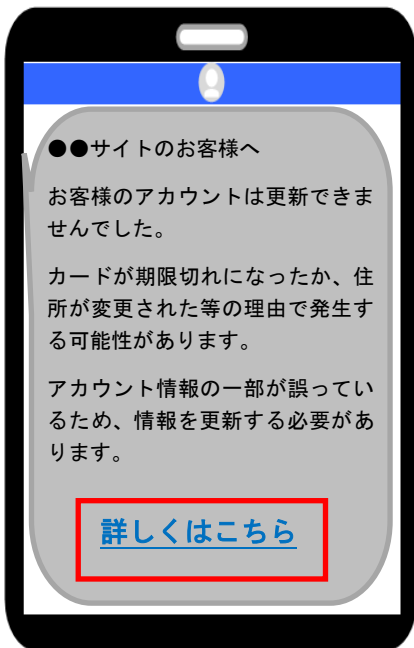 ●●サイトのお客様へ
お客様のアカウントは更新できま
せんでした。
カードが期限切れになったか、住
所が変更された等の理由で発生す
る可能性があります。
アカウント情報の一部が誤ってい
るため、情報を更新する必要があ
ります。
詳しくはこちら